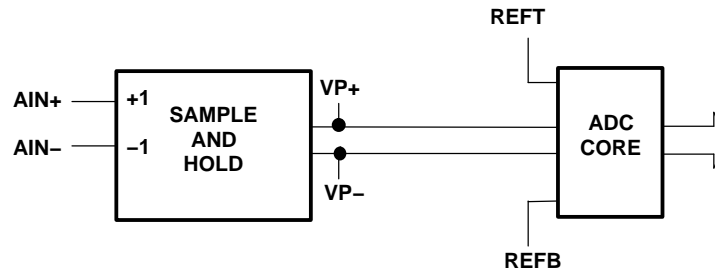 REFT
AIN+
+1
SAMPLE
AND
HOLD
AIN−
−1
VP+
VP−
ADC
CORE
REFB